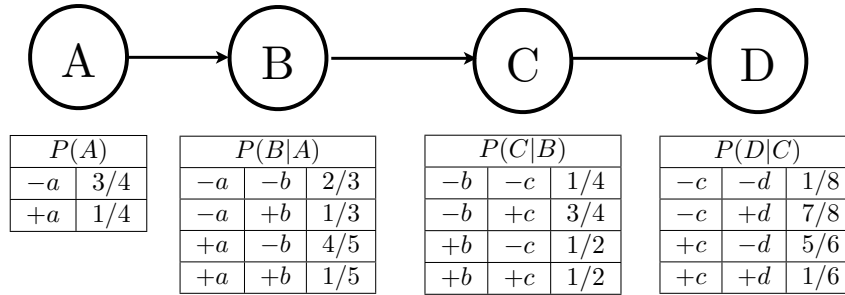 A B C D
P(A) P(B|A) P(C|B) P(D|C)
−a 3/4 −a −b 2/3 −b −c 1/4 −c −d 1/8
+a 1/4 −a +b 1/3 −b +c 3/4 −c +d 7/8
+a −b 4/5 +b −c 1/2 +c −d 5/6
+a +b 1/5 +b +c 1/2 +c +d 1/6